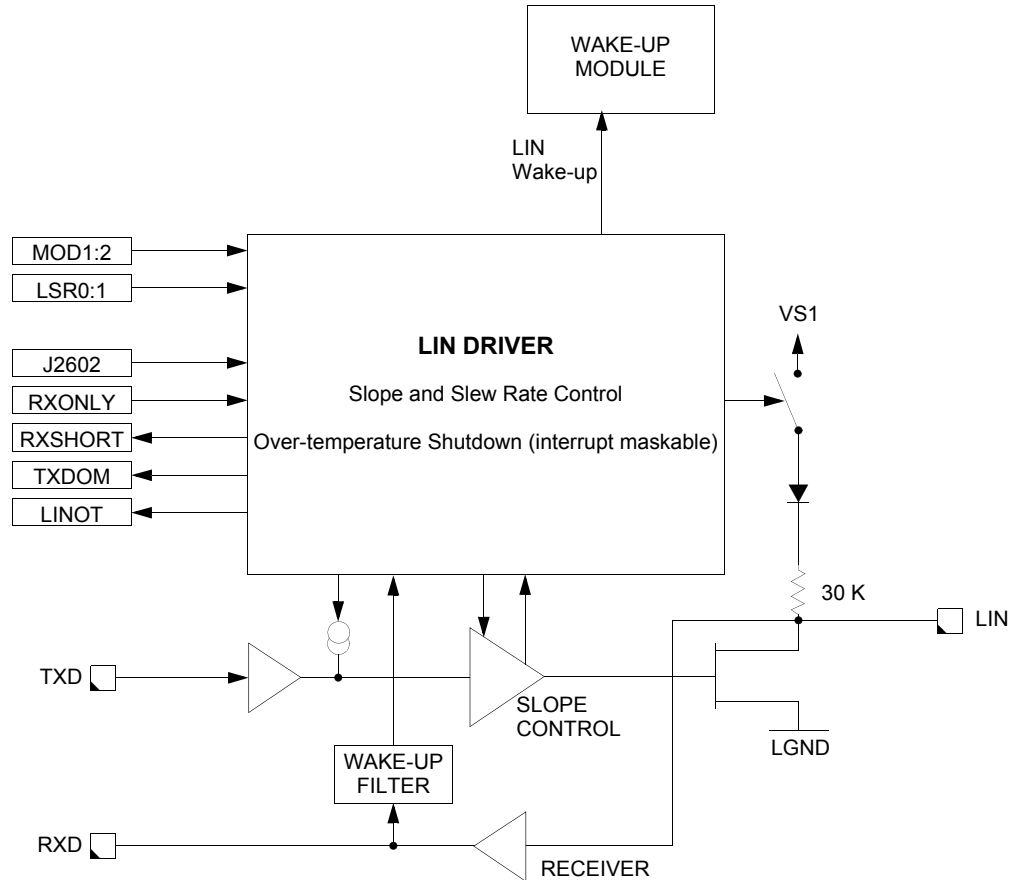 WAKE-UP
MODULE
LIN
Wake-up
MOD1:2
LSR0:1
J2602
RXONLY
RXSHORT
TXDOM
LINOT
LIN DRIVER
Slope and Slew Rate Control
Over-temperature Shutdown (interrupt maskable)
VS1
30 K
LIN
TXD
SLOPE
CONTROL
LGND
WAKE-UP
FILTER
RXD
RECEIVER